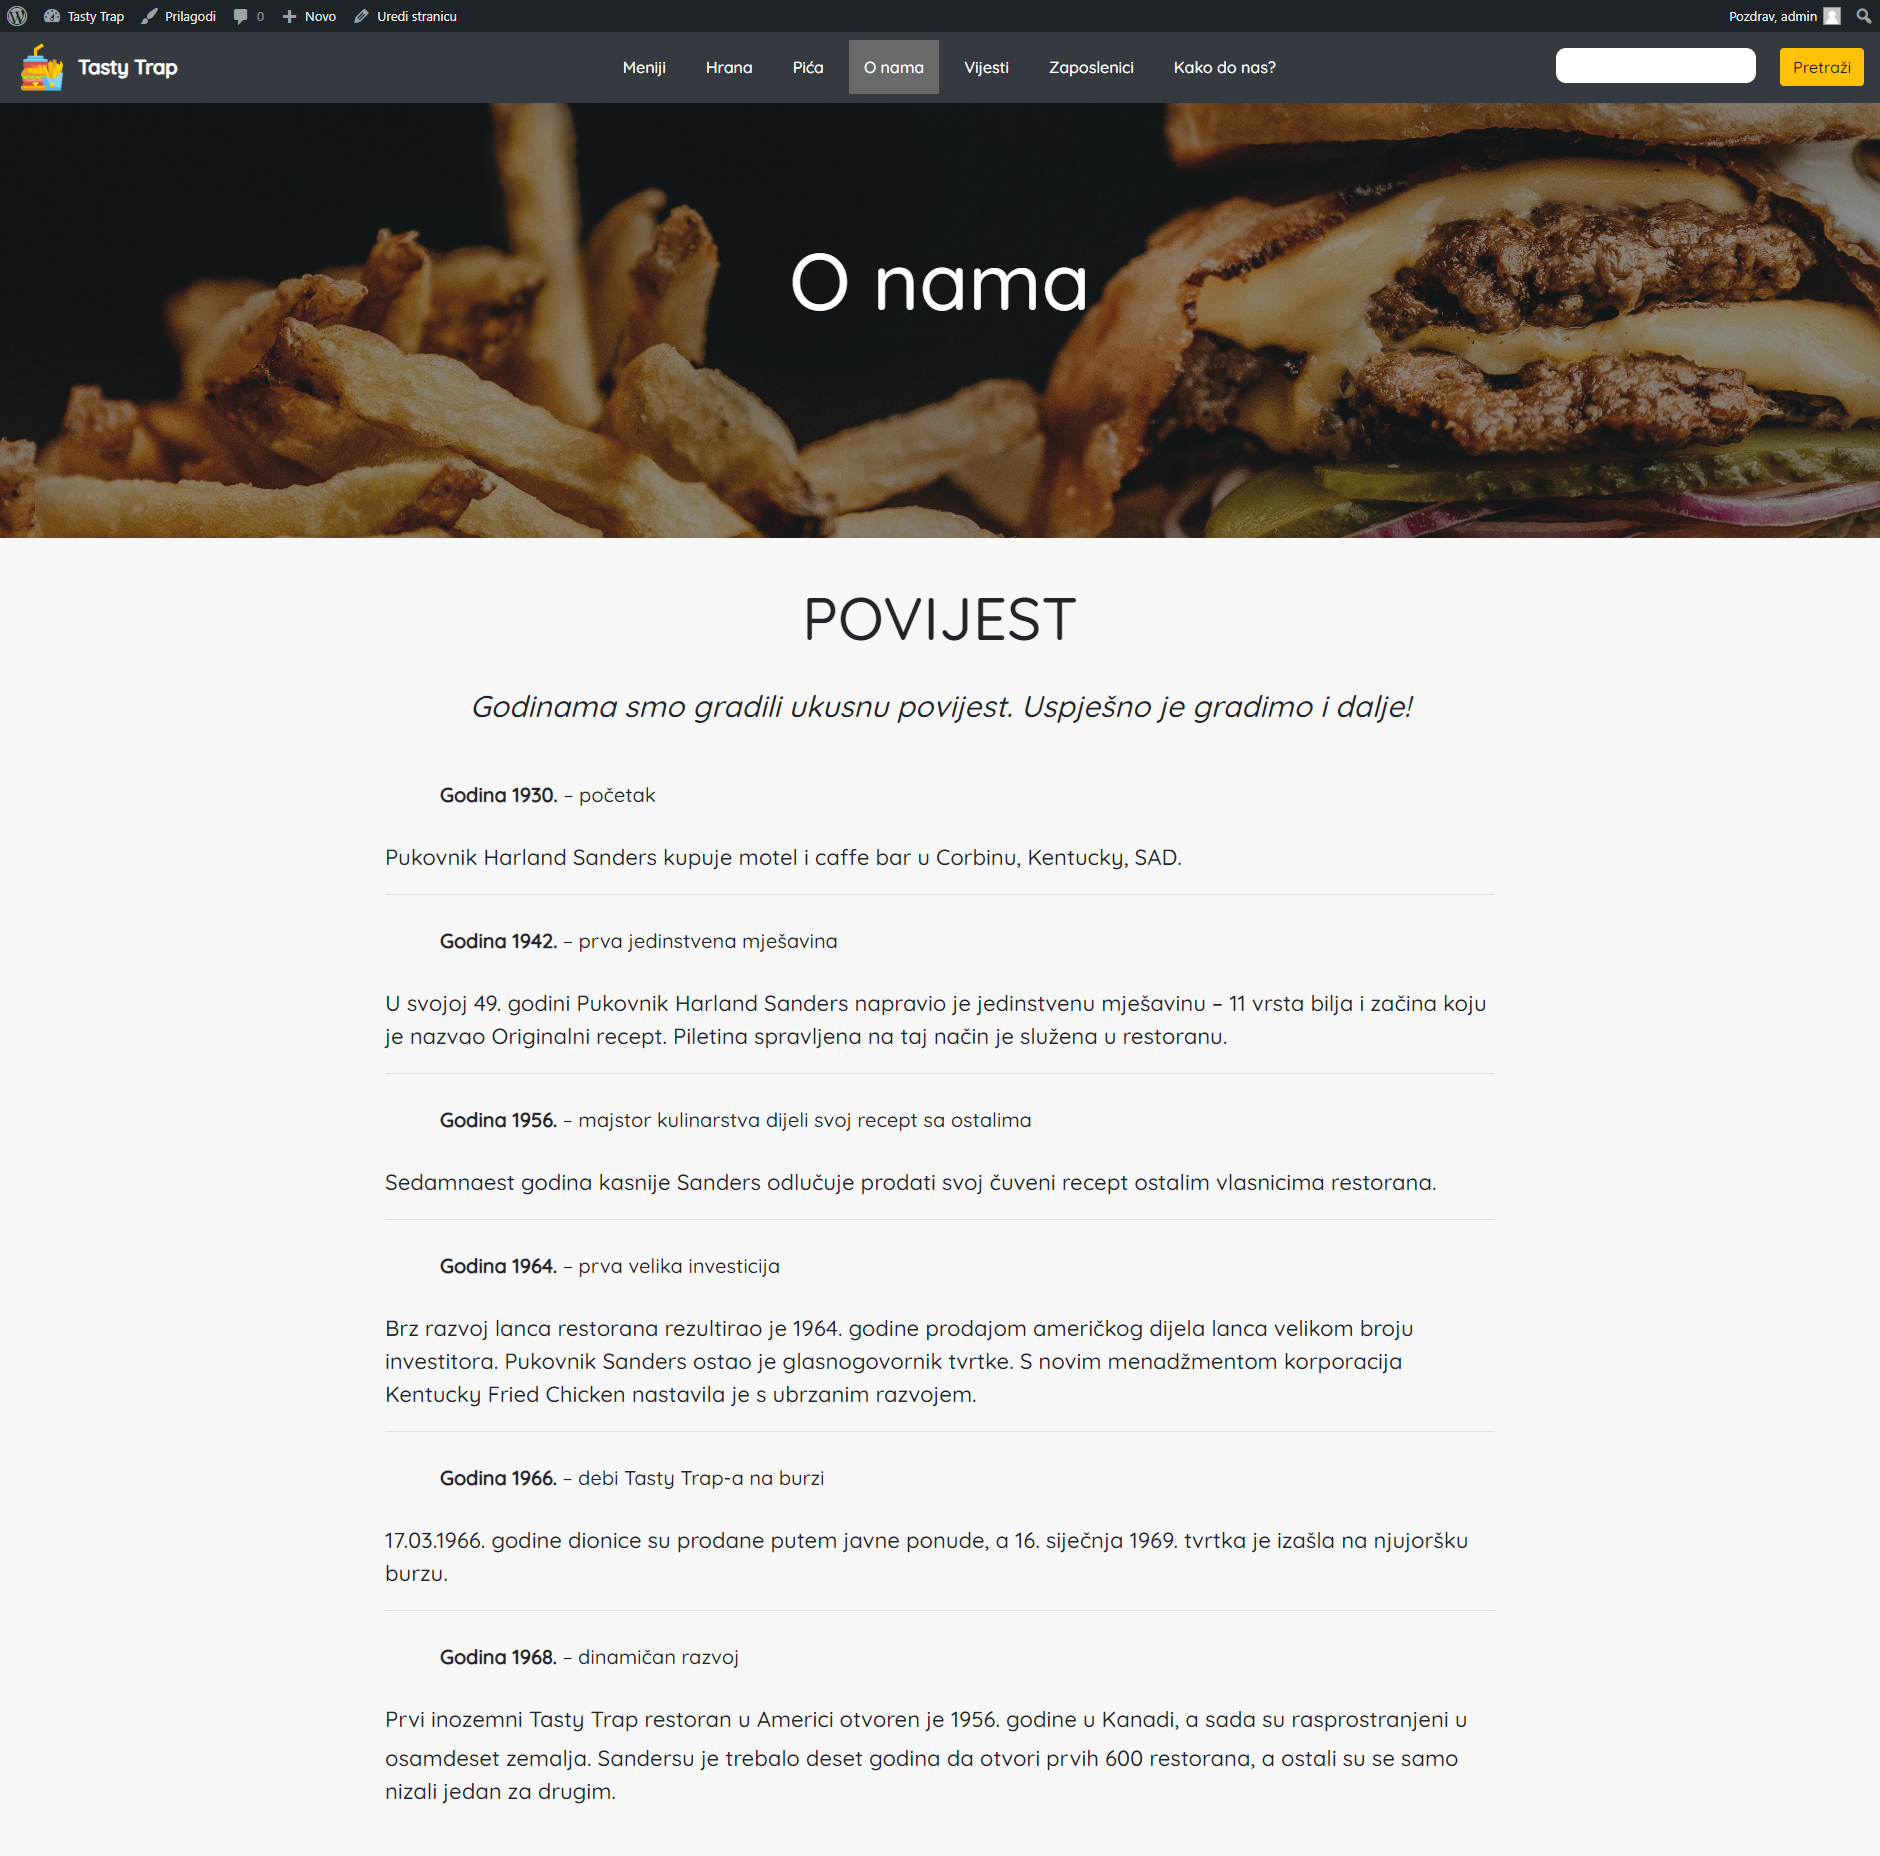 Tasty Trap Prilagodi 0 Novo Uredi stranicu Pozdrav, admin
Tasty Trap Meniji Hrana Pića O nama Vijesti Zaposlenici Kako do nas? Pretraži
O nama
POVIJEST
Godinama smo gradili ukusnu povijest. Uspješno je gradimo i dalje!
Godina 1930. – početak
Pukovnik Harland Sanders kupuje motel i caffe bar u Corbinu, Kentucky, SAD.
Godina 1942. – prva jedinstvena mješavina
U svojoj 49. godini Pukovnik Harland Sanders napravio je jedinstvenu mješavinu – 11 vrsta bilja i začina koju
je nazvao Originalni recept. Piletina spravljena na taj način je služena u restoranu.
Godina 1956. – majstor kulinarstva dijeli svoj recept sa ostalima
Sedamnaest godina kasnije Sanders odlučuje prodati svoj čuveni recept ostalim vlasnicima restorana.
Godina 1964. – prva velika investicija
Brz razvoj lanca restorana rezultirao je 1964. godine prodajom američkog dijela lanca velikom broju
investitora. Pukovnik Sanders ostao je glasnogovornik tvrtke. S novim menadžmentom korporacija
Kentucky Fried Chicken nastavila je s ubrzanim razvojem.
Godina 1966. – debi Tasty Trap-a na burzi
17.03.1966. godine dionice su prodane putem javne ponude, a 16. siječnja 1969. tvrtka je izašla na njujoršku
burzu.
Godina 1968. – dinamičan razvoj
Prvi inozemni Tasty Trap restoran u Americi otvoren je 1956. godine u Kanadi, a sada su rasprostranjeni u
osamdeset zemalja. Sandersu je trebalo deset godina da otvori prvih 600 restorana, a ostali su se samo
nizali jedan za drugim.